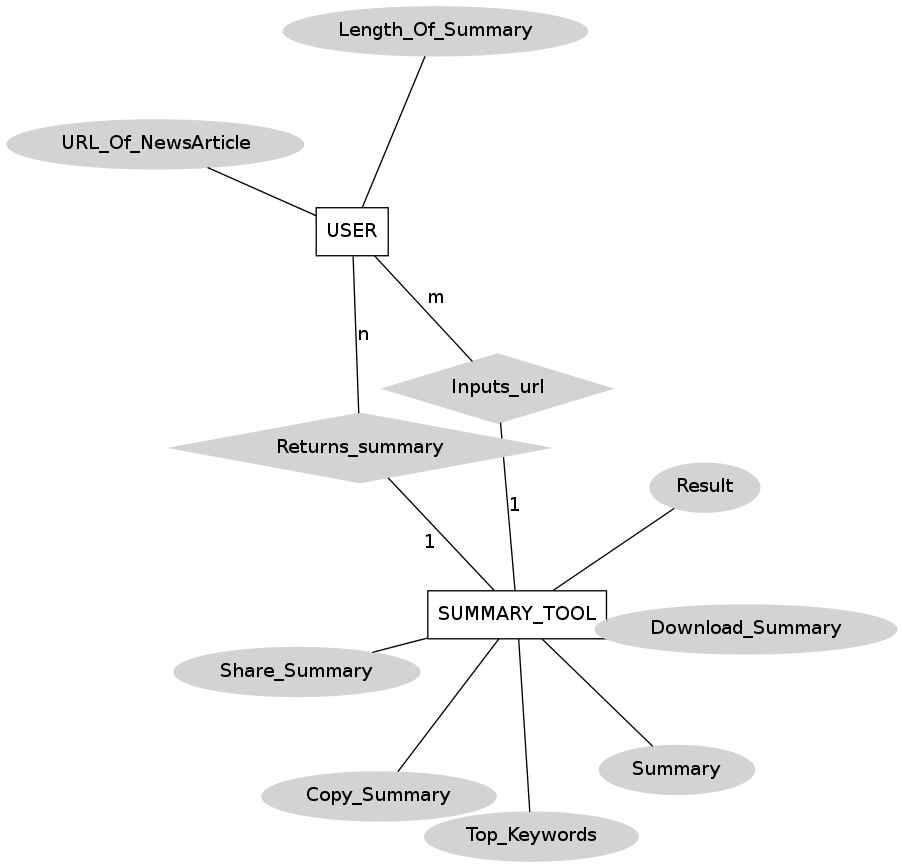 Length_Of_Summary
URL_Of_NewsArticle
USER
m
n
Inputs_url
Returns_summary
Result
1
1
SUMMARY_TOOL
Download_Summary
Share_Summary
Summary
Copy_Summary
Top_Keywords